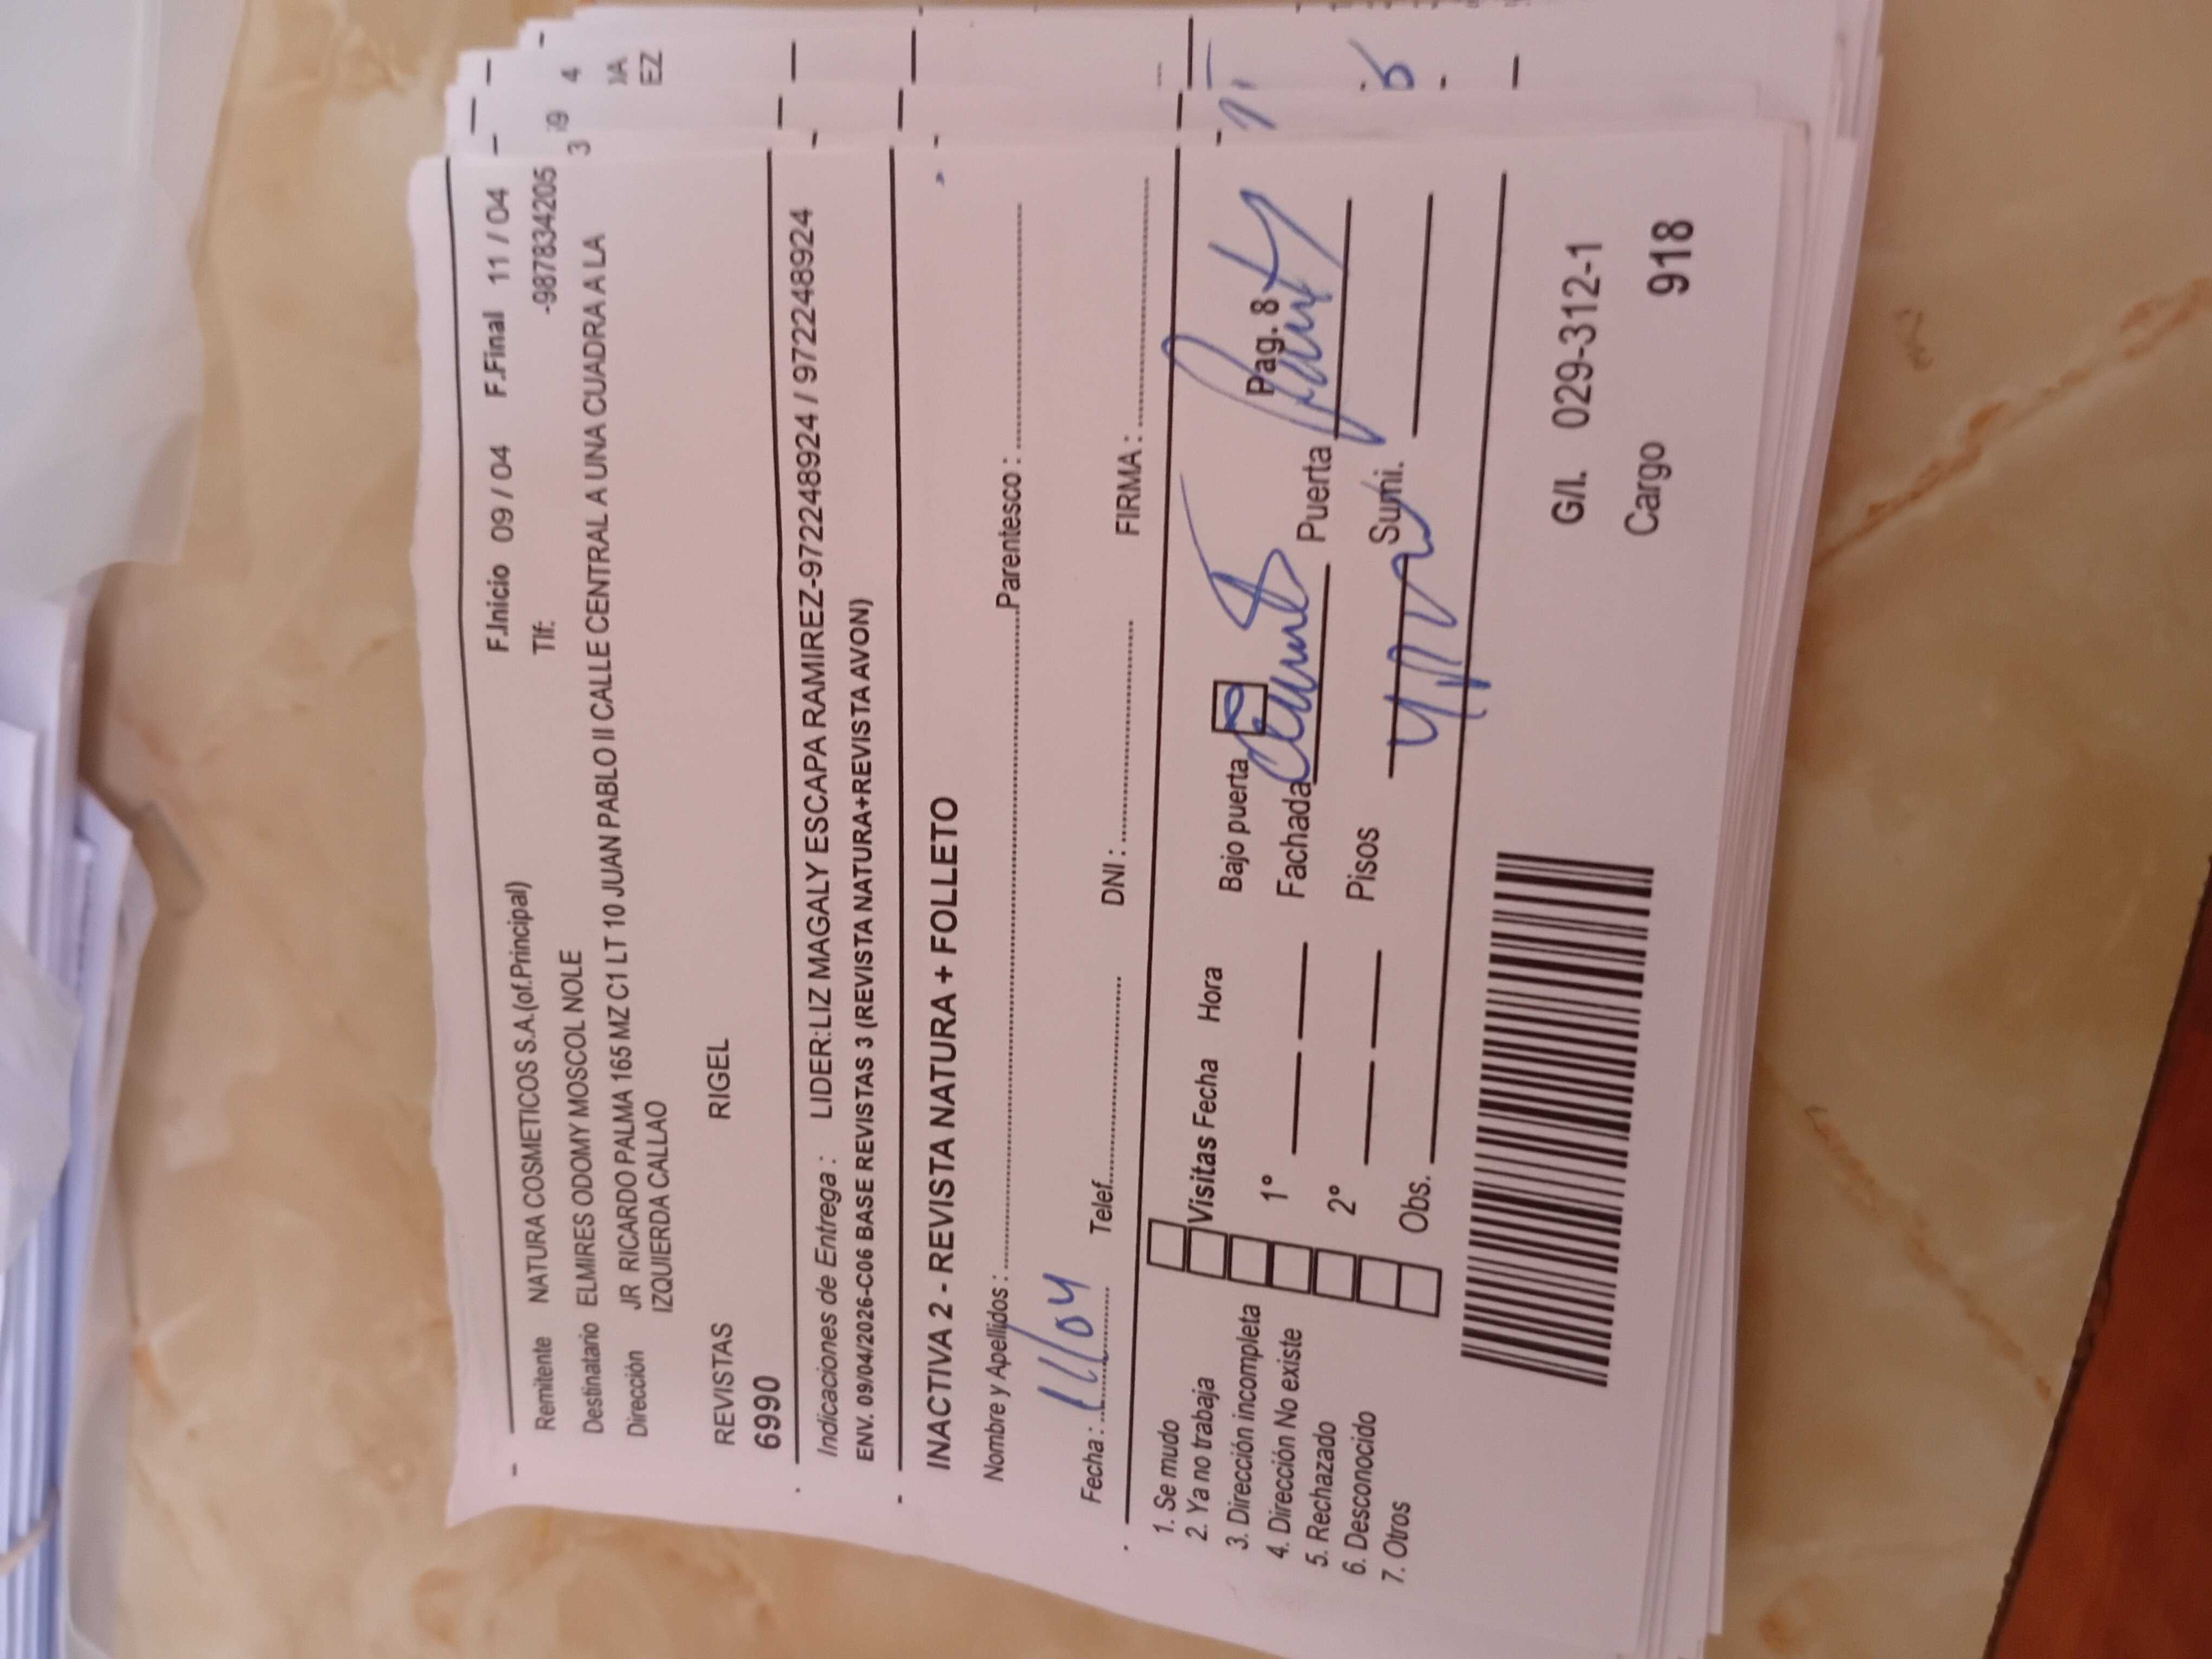 F.Inicio 09 / 04 F.Final 11 / 04
Remitente NATURA COSMETICOS S.A.(of.Principal) Tlf: -987834205
Destinatario ELMIRES ODOMY MOSCOL NOLE
Dirección JR RICARDO PALMA 165 MZ C1 LT 10 JUAN PABLO II CALLE CENTRAL A UNA CUADRA A LA
IZQUIERDA CALLAO
REVISTAS RIGEL
6990
Indicaciones de Entrega : LIDER:LIZ MAGALY ESCAPA RAMIREZ-972248924 / 972248924
ENV. 09/04/2026-C06 BASE REVISTAS 3 (REVISTA NATURA+REVISTA AVON)
INACTIVA 2 - REVISTA NATURA + FOLLETO
Nombre y Apellidos : Parentesco :
Fecha : 11/04 Telef. DNI : FIRMA :
1. Se mudo
2. Ya no trabaja
3. Dirección incompleta
4. Dirección No existe
5. Rechazado
6. Desconocido
7. Otros
Visitas Fecha Hora
1°
2°
Obs.
Bajo puerta Pag. 8
Fachada Puerta
Pisos Sumi.
G/I. 029-312-1
Cargo 918
3
59
4
IA
EZ